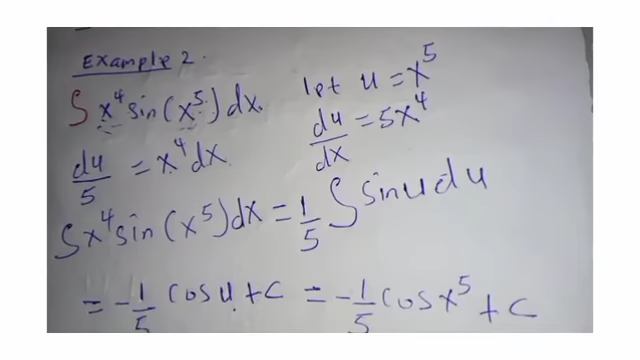 Example 2.
∫ x⁴ sin(x⁵) dx. let u = x⁵
du/5 = x⁴ dx du/dx = 5x⁴
∫ x⁴ sin(x⁵) dx = 1/5 ∫ sin u du
= -1/5 cos u + c = -1/5 cos x⁵ + c